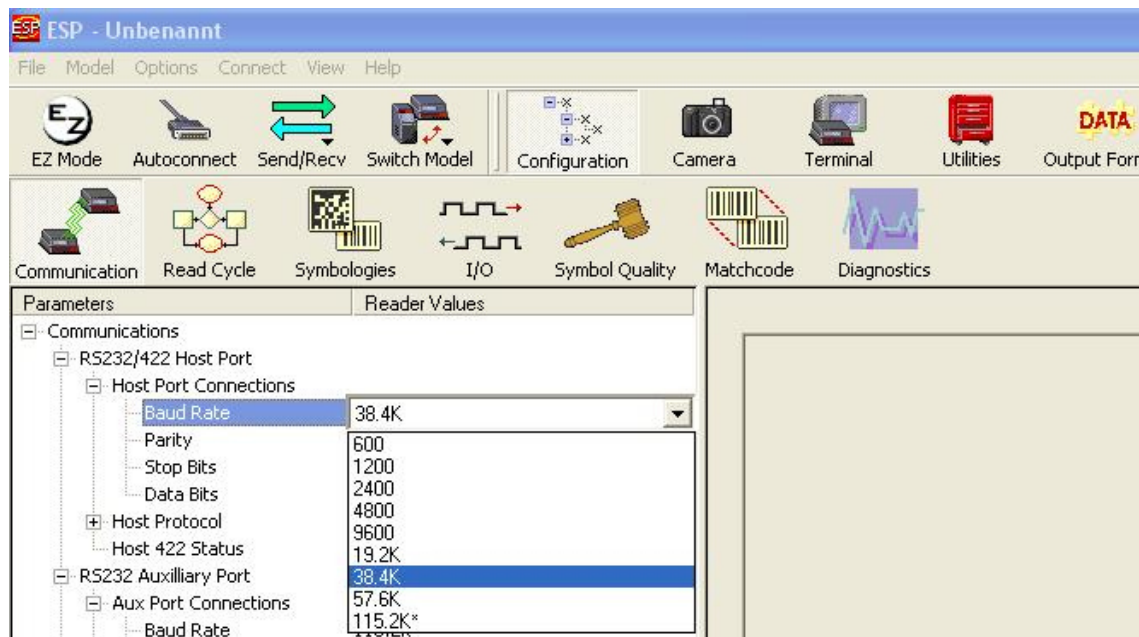 ESP - Unbenannt
File Model Options Connect View Help
EZ Mode Autoconnect Send/Recv Switch Model Configuration Camera Terminal Utilities DATA Output Form
Communication Read Cycle Symbologies I/O Symbol Quality Matchcode Diagnostics
Parameters Reader Values
Communications
RS232/422 Host Port
Host Port Connections
Baud Rate 38.4K
Parity
600
Stop Bits
1200
Data Bits
2400
4800
Host Protocol
9600
Host 422 Status
19.2K
RS232 Auxilliary Port
38.4K
Aux Port Connections
57.6K
Baud Rate
115.2K*